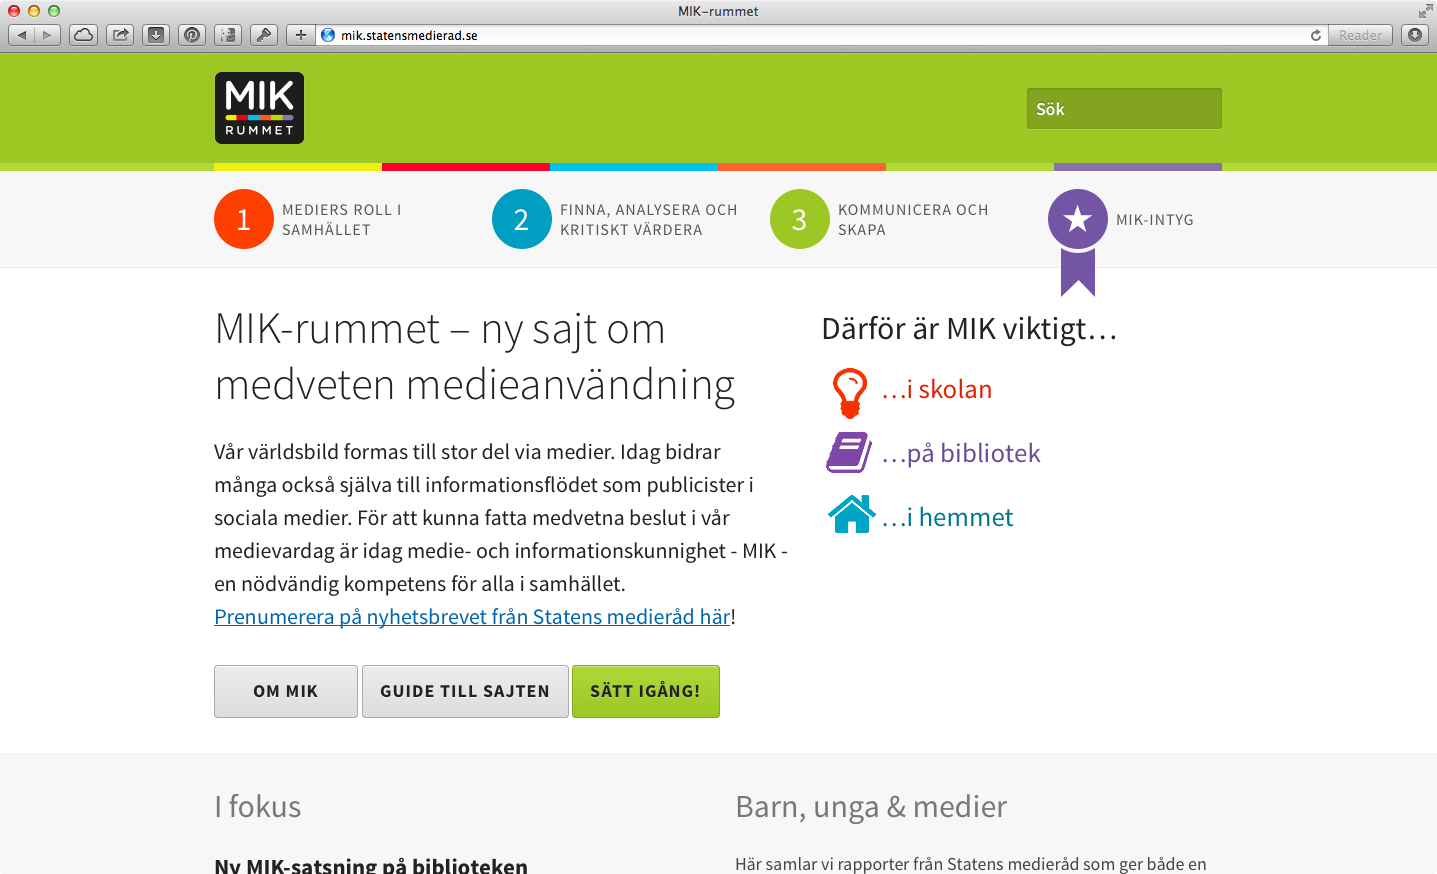 MIK-rummet
mik.statensmedierad.se
Reader
MIK
RUMMET
Sök
1
MEDIERS ROLL I
SAMHÄLLET
2
FINNA, ANALYSERA OCH
KRITISKT VÄRDERA
3
KOMMUNICERA OCH
SKAPA
MIK-INTYG
MIK-rummet – ny sajt om
medveten medieanvändning
Vår världsbild formas till stor del via medier. Idag bidrar
många också själva till informationsflödet som publicister i
sociala medier. För att kunna fatta medvetna beslut i vår
medievardag är idag medie- och informationskunnighet - MIK -
en nödvändig kompetens för alla i samhället.
Prenumerera på nyhetsbrevet från Statens medieråd här!
OM MIK
GUIDE TILL SAJTEN
SÄTT IGÅNG!
Därför är MIK viktigt…
…i skolan
…på bibliotek
…i hemmet
I fokus
Ny MIK-satsning på biblioteken
Barn, unga & medier
Här samlar vi rapporter från Statens medieråd som ger både en